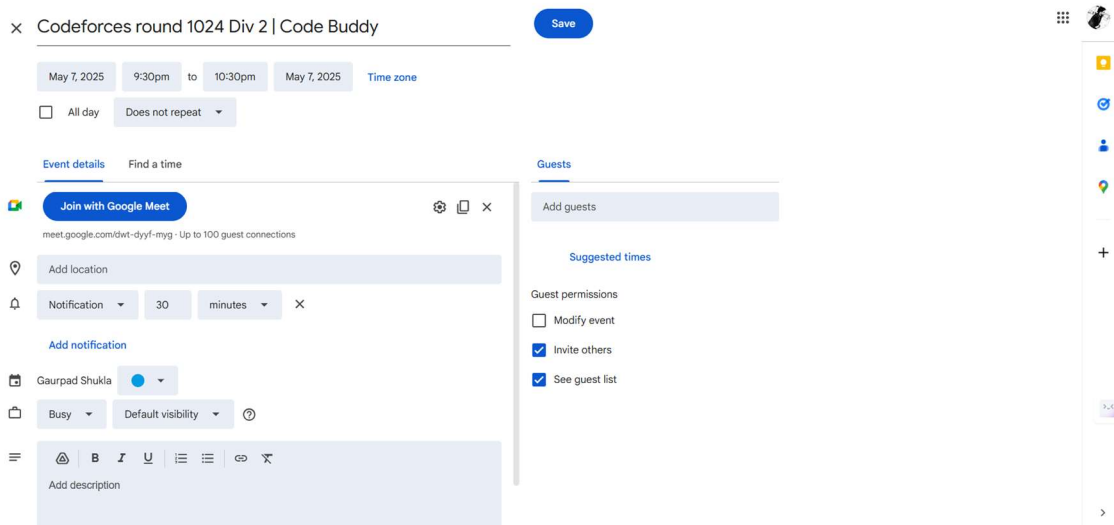 Codeforces round 1024 Div 2 | Code Buddy
Save
May 7, 2025 9:30pm to 10:30pm May 7, 2025 Time zone
All day Does not repeat
Event details Find a time
Guests
Join with Google Meet
Add guests
meet.google.com/dwt-dyyf-myg · Up to 100 guest connections
Suggested times
Add location
Guest permissions
Notification 30 minutes
Modify event
Add notification
Invite others
Gaurpad Shukla
See guest list
Busy Default visibility
B I U
Add description